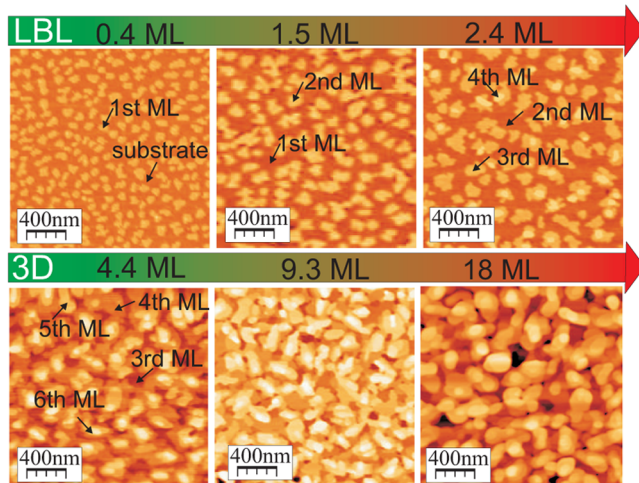 LBL 0.4 ML 1.5 ML 2.4 ML
1st ML
substrate
400nm
2nd ML
1st ML
400nm
4th ML
2nd ML
3rd ML
400nm
3D 4.4 ML 9.3 ML 18 ML
4th ML
5th ML
3rd ML
6th ML
400nm
400nm
400nm